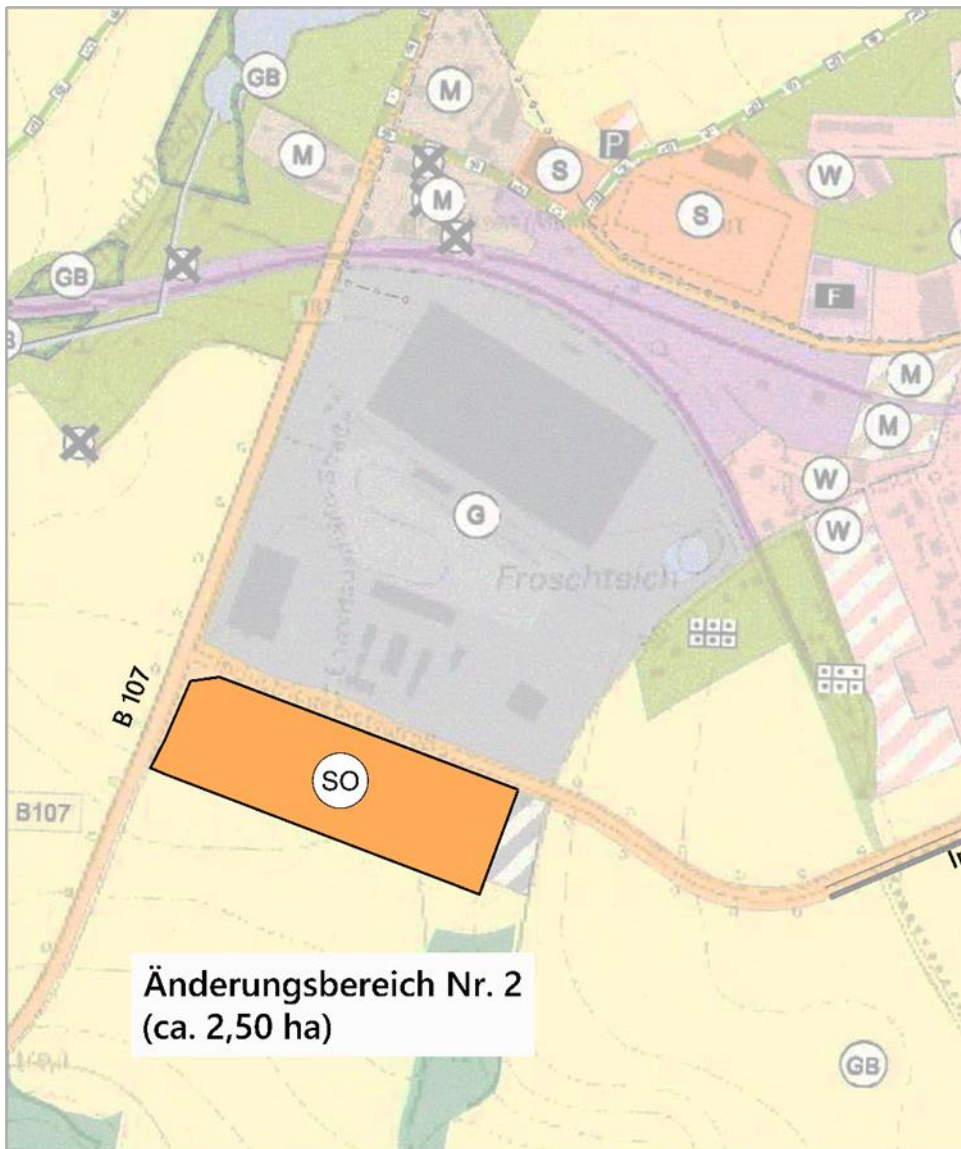 GB
M
M
P
S
W
M
S
GB
F
M
M
W
G
W
Froschteich
B 107
SO
B107
Änderungsbereich Nr. 2
(ca. 2,50 ha)
GB